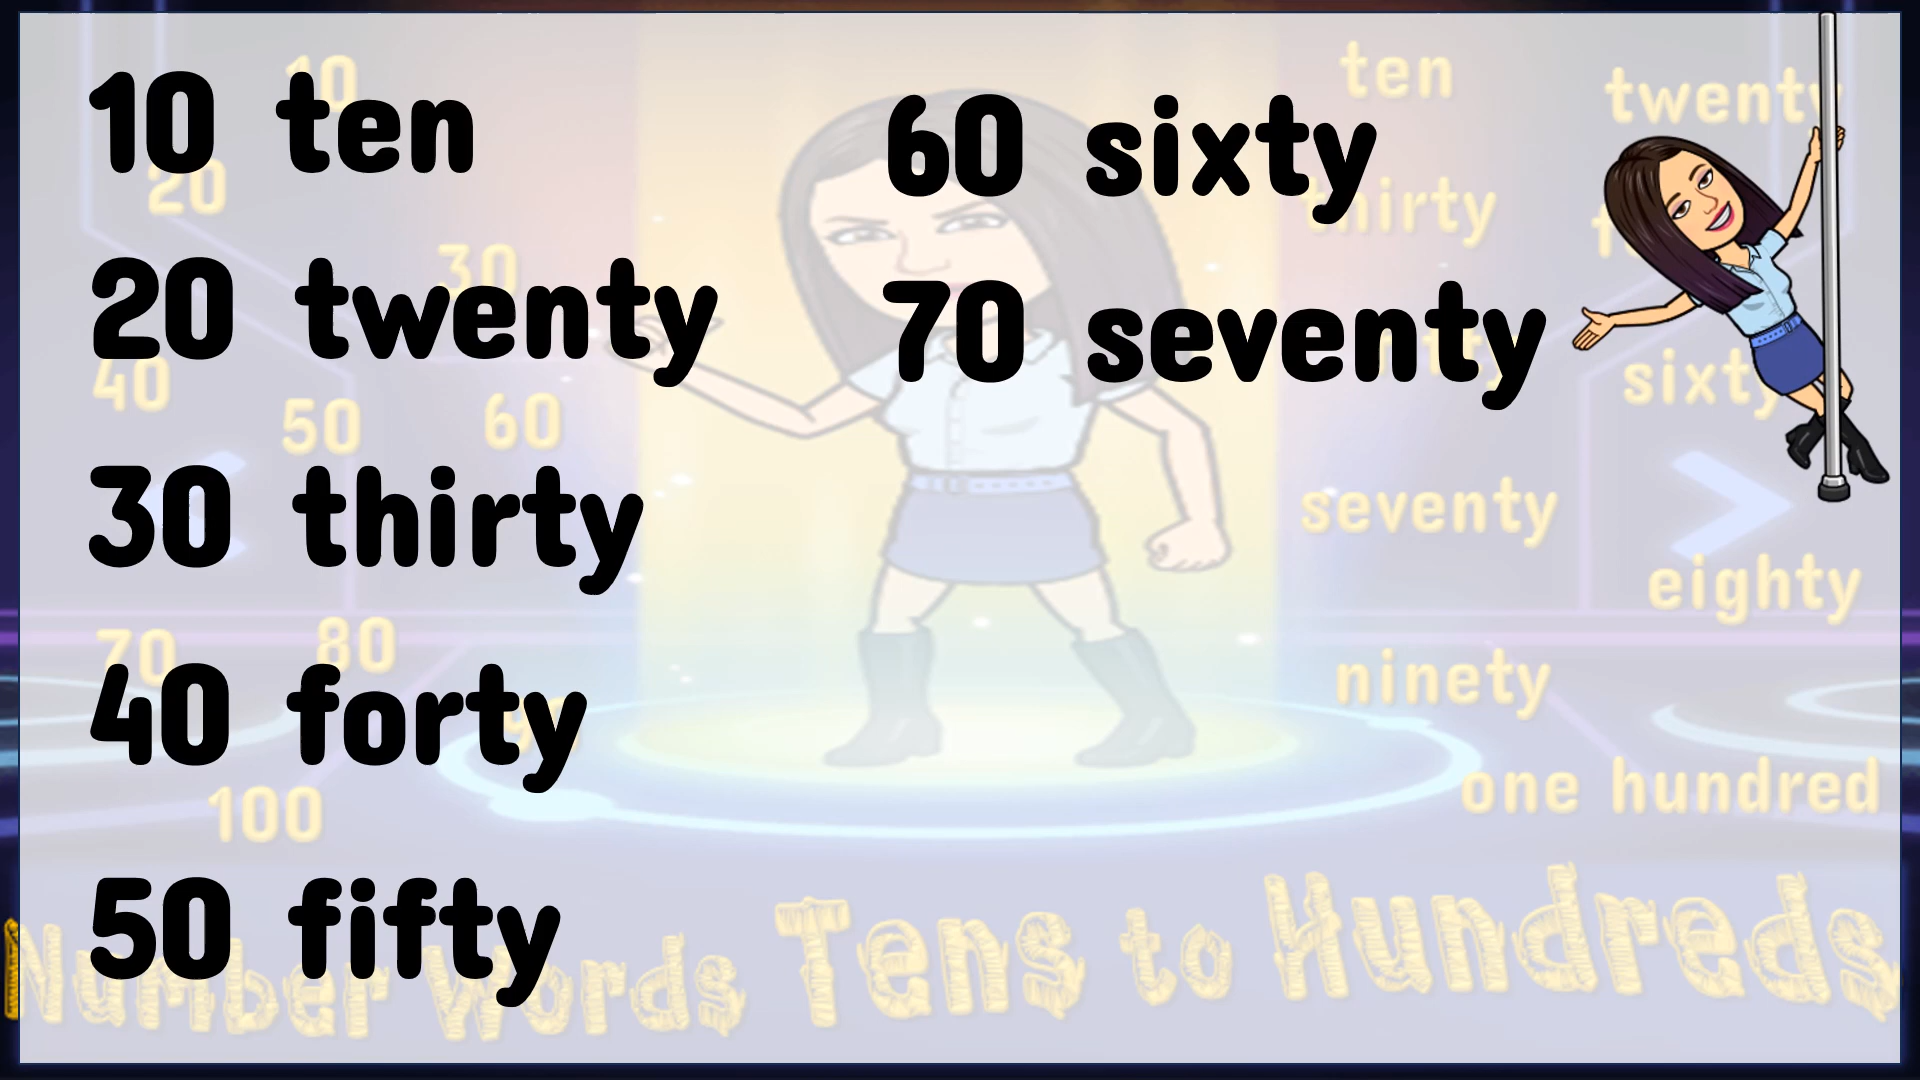 10 ten
20 twenty
30 thirty
40 forty
50 fifty
60 sixty
70 seventy
10
20
30
40
50
60
70
80
90
100
ten
twenty
thirty
sixty
seventy
eighty
ninety
one hundred
Number Words Tens to Hundreds